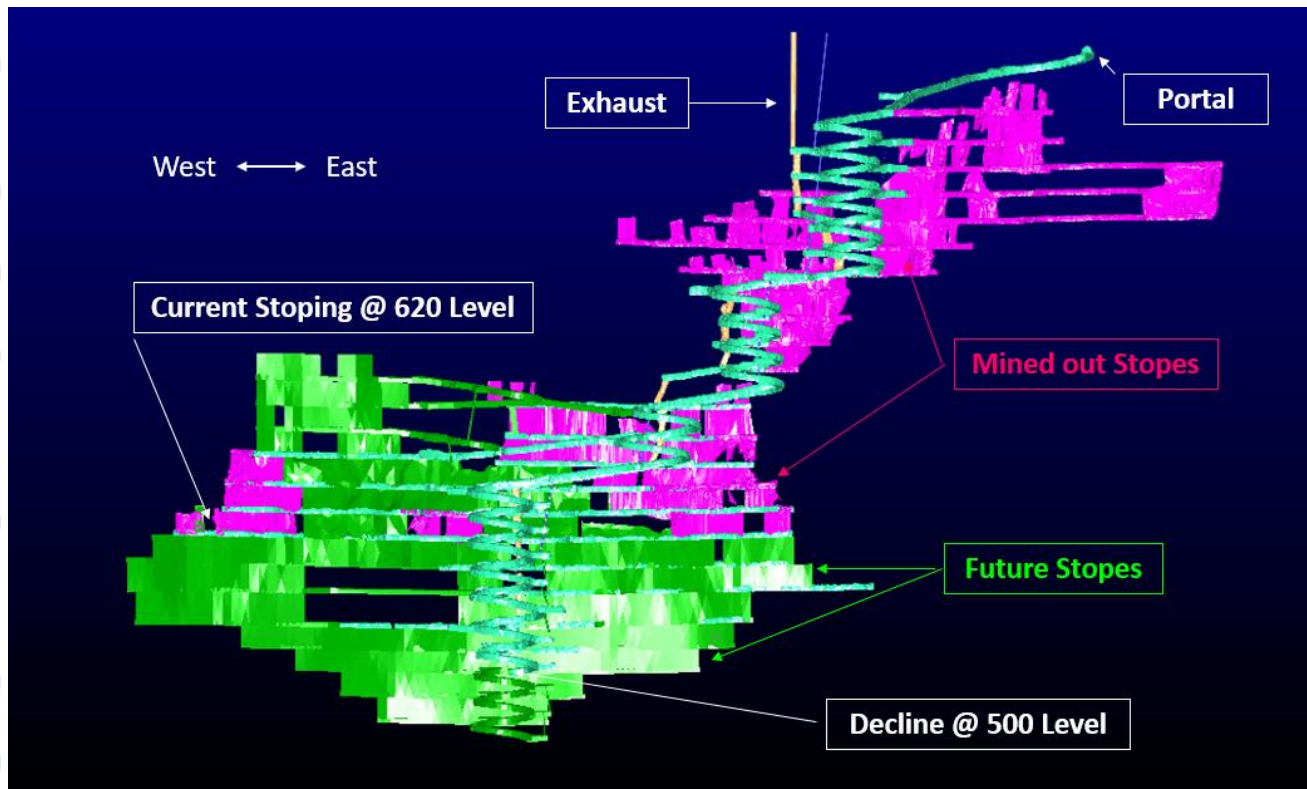 Exhaust
Portal
West East
Current Stoping @ 620 Level
Mined out Stopes
Future Stopes
Decline @ 500 Level